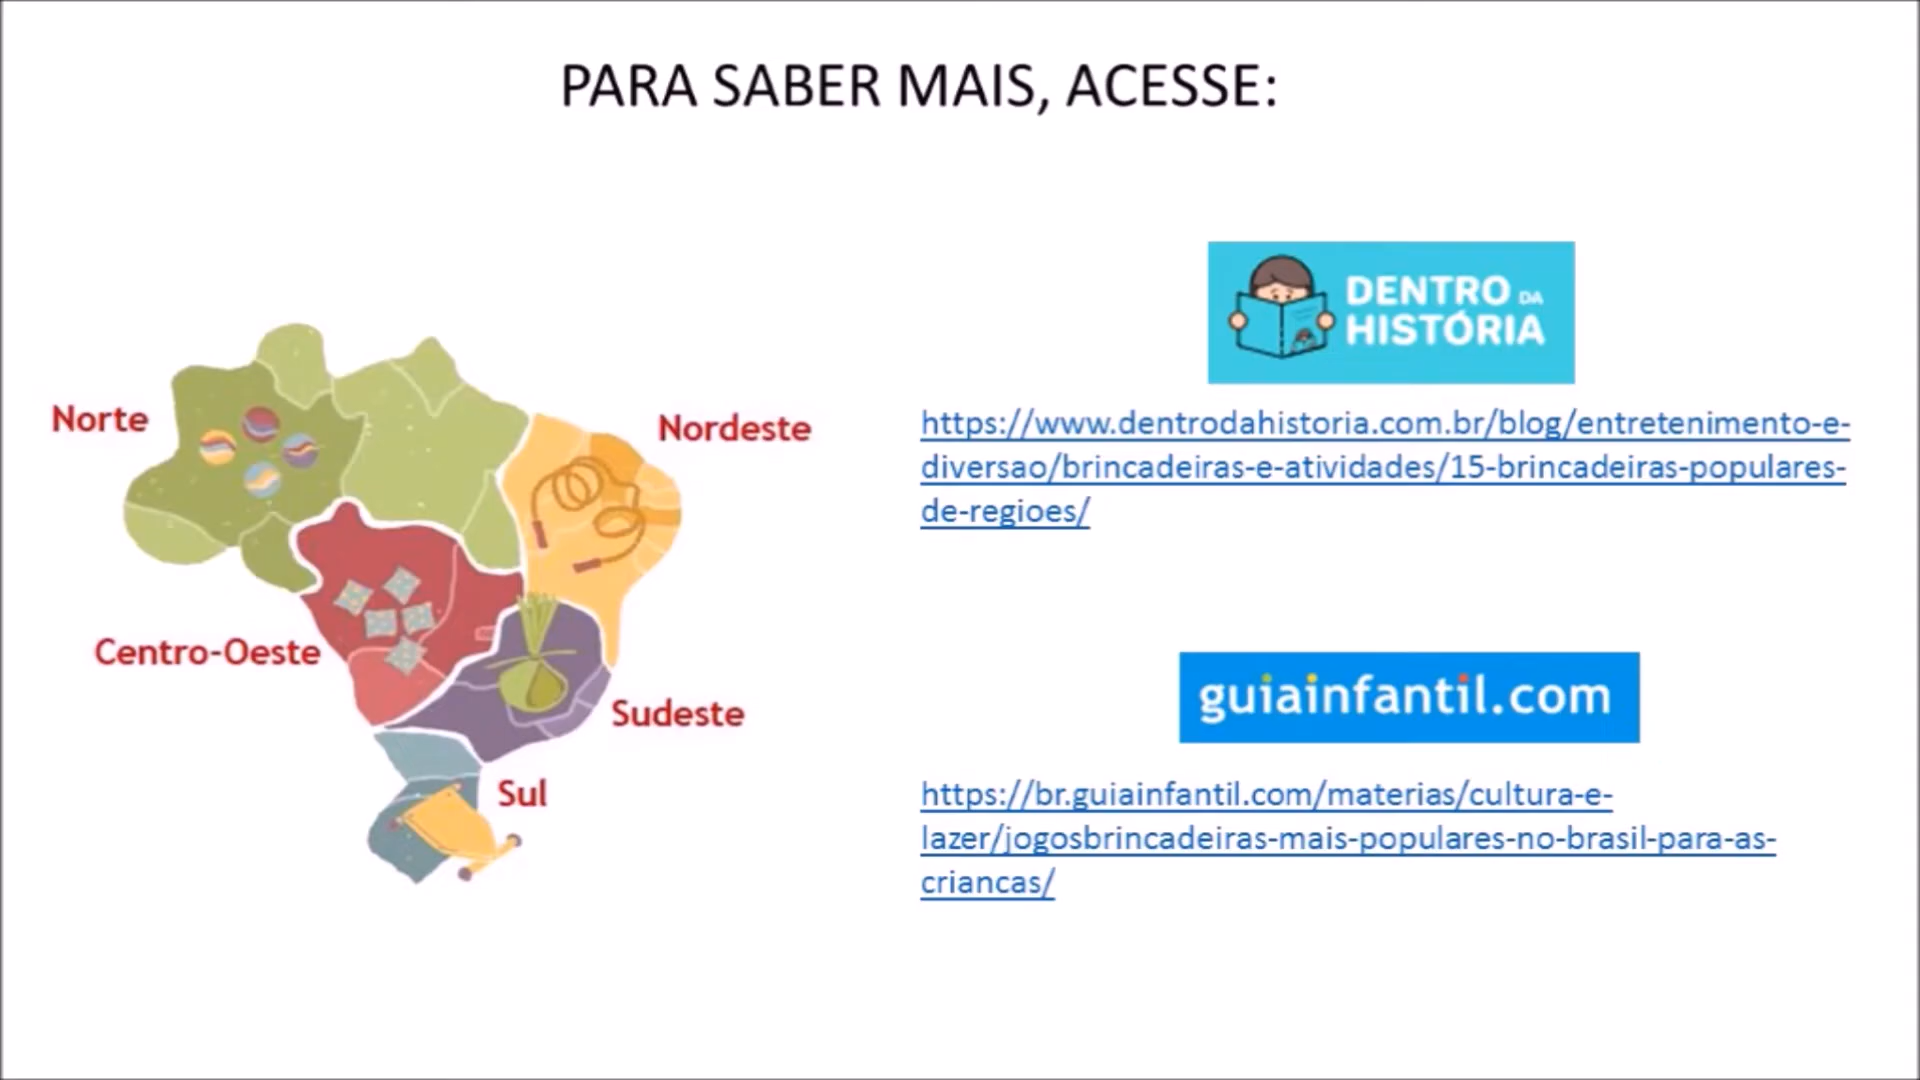 PARA SABER MAIS, ACESSE:
Norte
Nordeste
Centro-Oeste
Sudeste
Sul
DENTRO DA
HISTÓRIA
https://www.dentrodahistoria.com.br/blog/entretenimento-e-
diversao/brincadeiras-e-atividades/15-brincadeiras-populares-
de-regioes/
guiainfantil.com
https://br.guiainfantil.com/materias/cultura-e-
lazer/jogosbrincadeiras-mais-populares-no-brasil-para-as-
criancas/